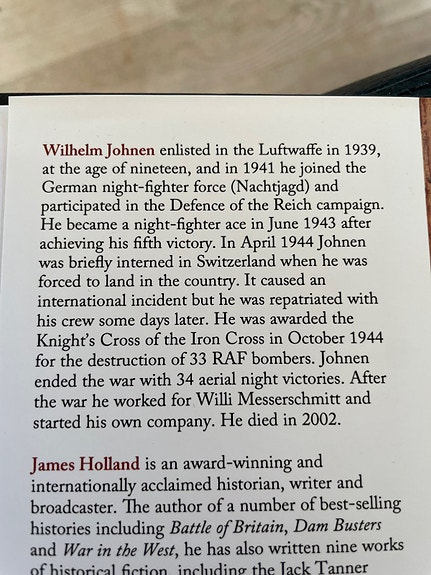 Wilhelm Johnen enlisted in the Luftwaffe in 1939,
at the age of nineteen, and in 1941 he joined the
German night-fighter force (Nachtjagd) and
participated in the Defence of the Reich campaign.
He became a night-fighter ace in June 1943 after
achieving his fifth victory. In April 1944 Johnen
was briefly interned in Switzerland when he was
forced to land in the country. It caused an
international incident but he was repatriated with
his crew some days later. He was awarded the
Knight's Cross of the Iron Cross in October 1944
for the destruction of 33 RAF bombers. Johnen
ended the war with 34 aerial night victories. After
the war he worked for Willi Messerschmitt and
started his own company. He died in 2002.
James Holland is an award-winning and
internationally acclaimed historian, writer and
broadcaster. The author of a number of best-selling
histories including Battle of Britain, Dam Busters
and War in the West, he has also written nine works
of historical fiction, including the Jack Tanner